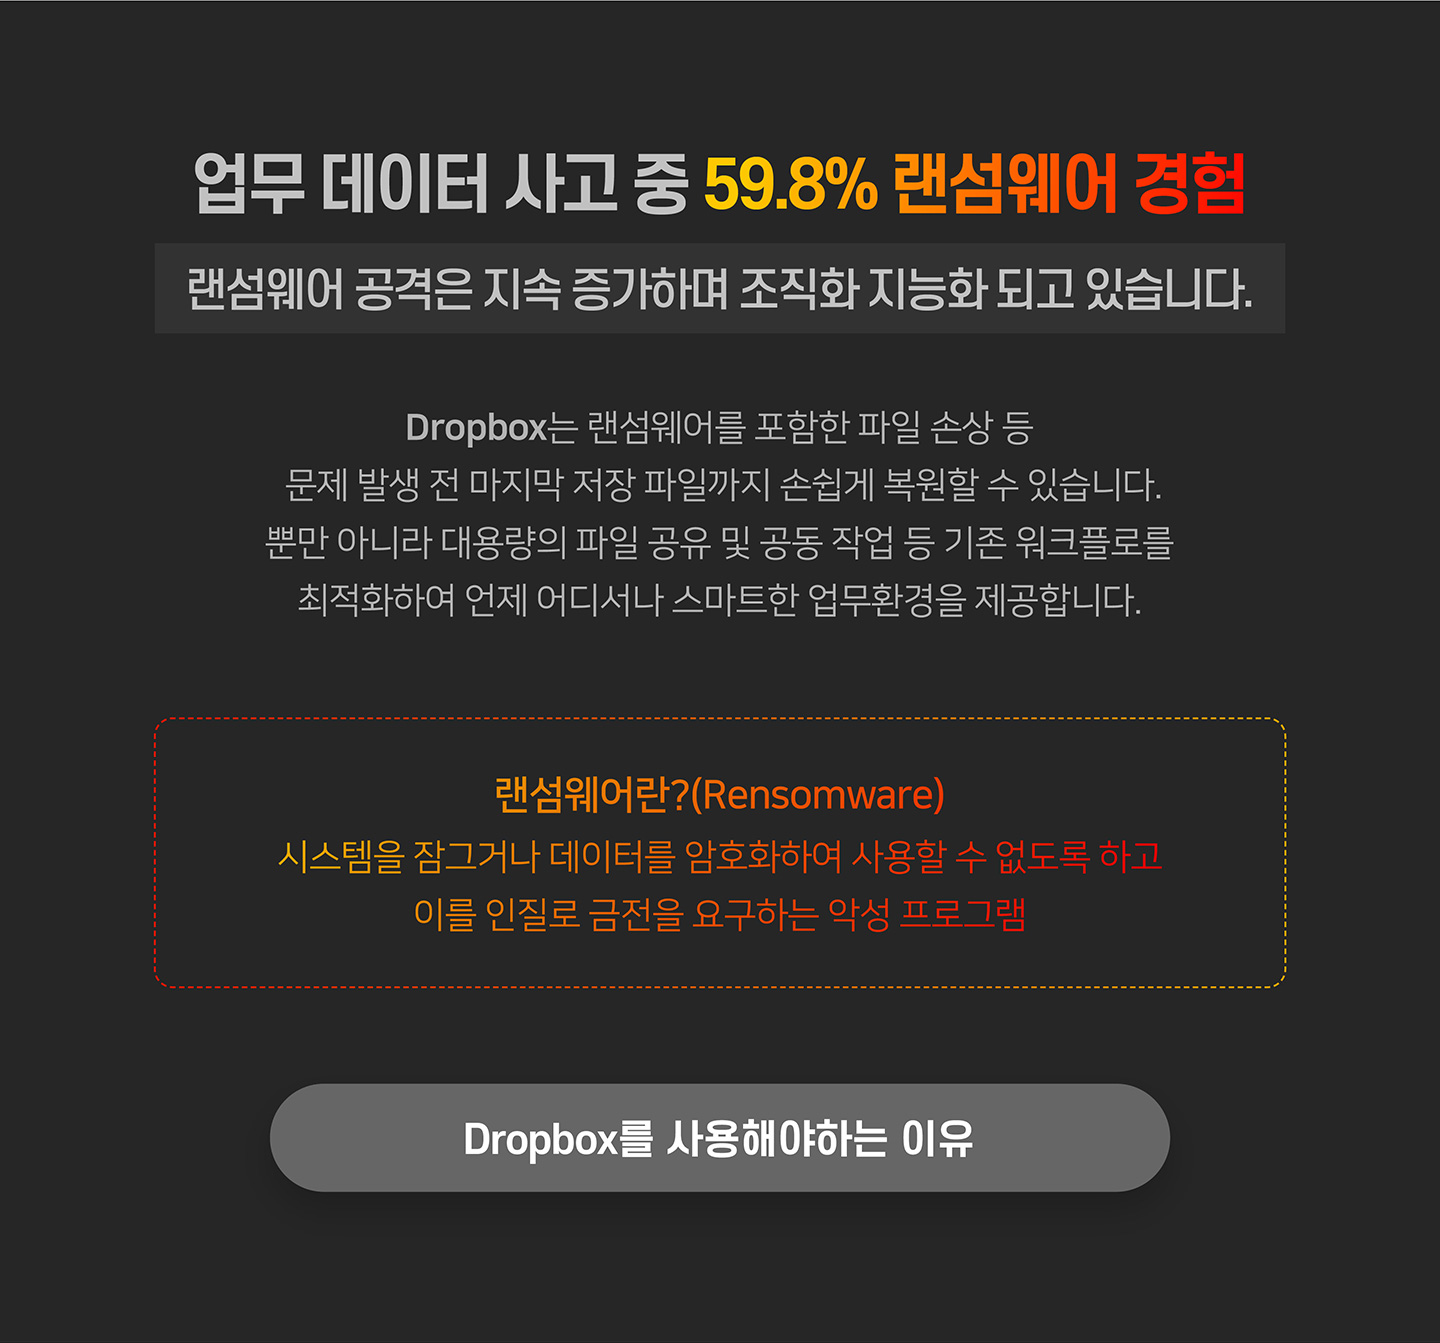 업무 데이터 사고 중 59.8% 랜섬웨어 경험
랜섬웨어 공격은 지속 증가하며 조직화 지능화 되고 있습니다.
Dropbox는 랜섬웨어를 포함한 파일 손상 등
문제 발생 전 마지막 저장 파일까지 손쉽게 복원할 수 있습니다.
뿐만 아니라 대용량의 파일 공유 및 공동 작업 등 기존 워크플로를
최적화하여 언제 어디서나 스마트한 업무환경을 제공합니다.
랜섬웨어란?(Rensomware)
시스템을 잠그거나 데이터를 암호화하여 사용할 수 없도록 하고
이를 인질로 금전을 요구하는 악성 프로그램
Dropbox를 사용해야하는 이유